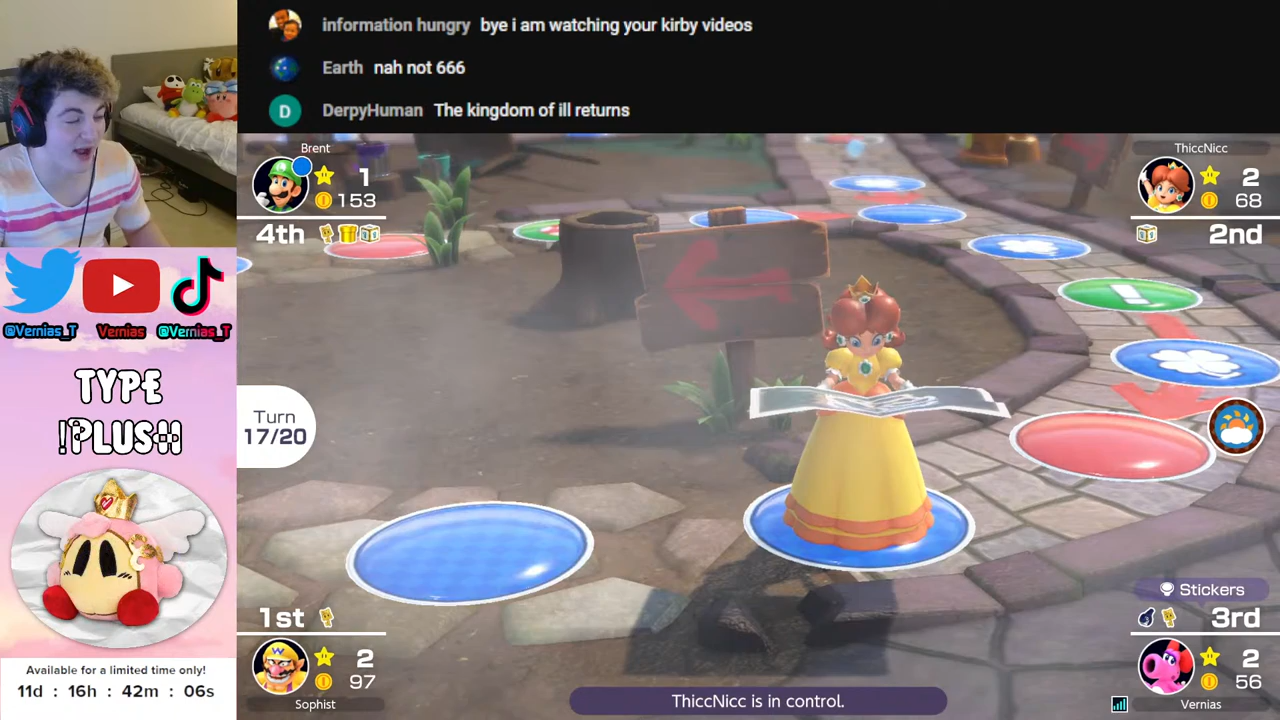 information hungry bye i am watching your kirby videos
Earth nah not 666
D DerpyHuman The kingdom of ill returns
Brent
1
153
4th
ThiccNicc
2
68
2nd
@Vernias_T Vernias @Vernias_T
TYPE
!PLUSH
Turn
17/20
Available for a limited time only!
11d : 16h : 42m : 06s
1st
2
97
Sophist
Stickers
3rd
2
56
Vernias
ThiccNicc is in control.